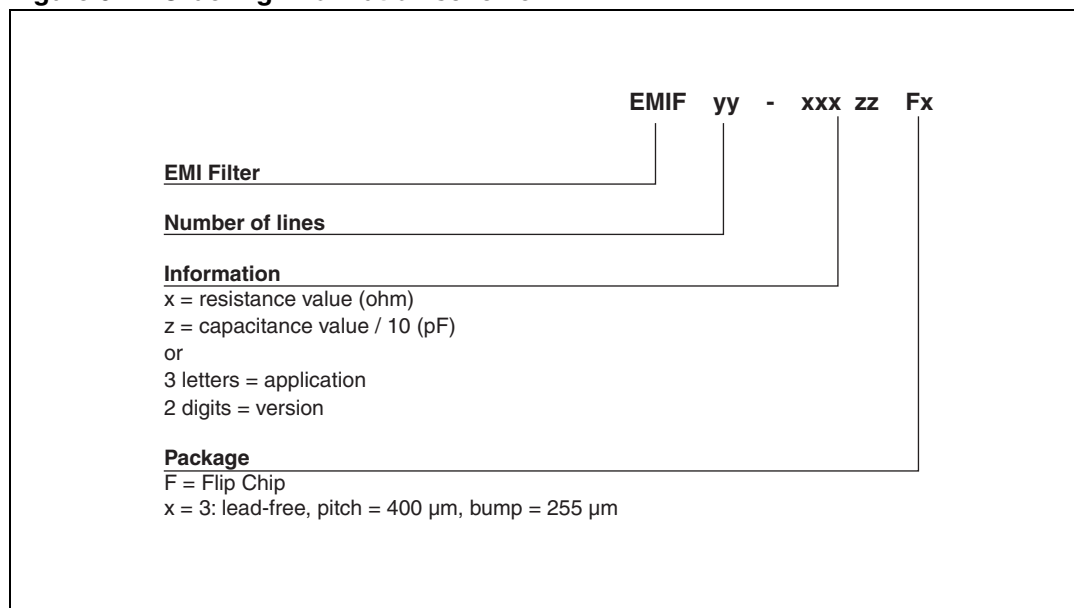 EMIF yy - xxx zz Fx
EMI Filter
Number of lines
Information
x = resistance value (ohm)
z = capacitance value / 10 (pF)
or
3 letters = application
2 digits = version
Package
F = Flip Chip
x = 3: lead-free, pitch = 400 µm, bump = 255 µm